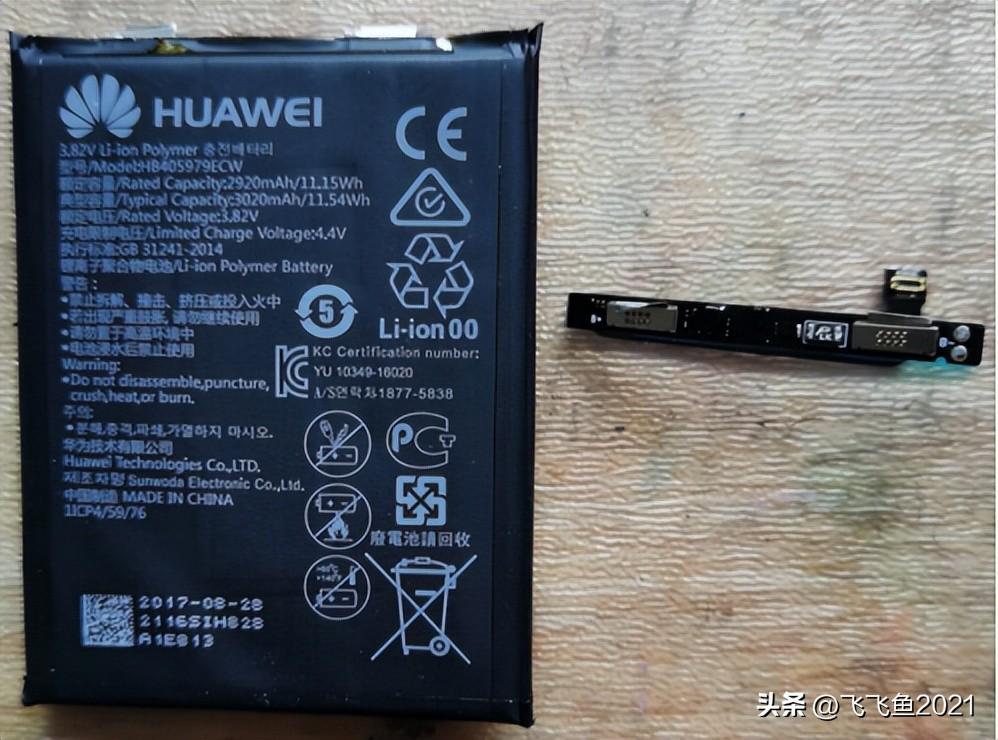 HUAWEI
3.82V Li-ion Polymer 충전배터리
型号/Model:HB405979ECW
额定容量/Rated Capacity:2920mAh/11.15Wh
典型容量/Typical Capacity:3020mAh/11.54Wh
额定电压/Rated Voltage:3.82V
充电限制电压/Limited Charge Voltage:4.4V
执行标准:GB 31241-2014
锂离子聚合物电池/Li-ion Polymer Battery
警告：
•禁止拆解、撞击、挤压或投入火中
•若出现严重鼓胀，请勿继续使用
•请勿置于高温环境中
•电池浸水后禁止使用
Warning:
•Do not disassemble,puncture,
crush,heat,or burn.
주의:
•분해,충격,파쇄,가열하지 마시오.
华为技术有限公司
Huawei Technologies Co.,LTD.
제조자명 Sunwoda Electronic Co.,Ltd.
中国制造 MADE IN CHINA
1ICP4/59/76
2017-08-28
2116SIH828
A1E013
CE
5
Li-ion 00
KC Certification number:
YU 10349-16020
A/S연락처1877-5838
>60°C
>140°F
廢電池請回收
头条 @飞飞鱼2021